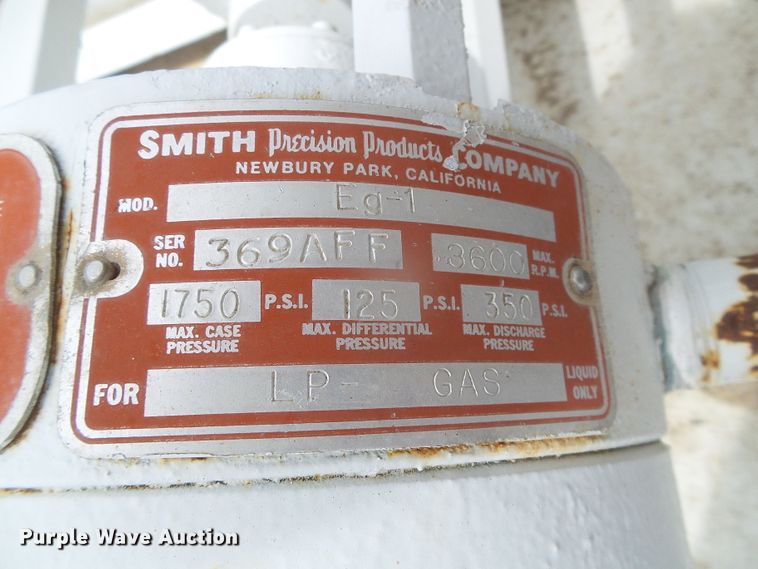 SMITH Precision Products COMPANY
NEWBURY PARK, CALIFORNIA
MOD. Eg-1
SER NO. 369AFF 3600 MAX. R.P.M.
1750 P.S.I. 125 P.S.I. 350 P.S.I.
MAX. CASE PRESSURE MAX. DIFFERENTIAL PRESSURE MAX. DISCHARGE PRESSURE
FOR LP- GAS LIQUID ONLY
Purple Wave Auction